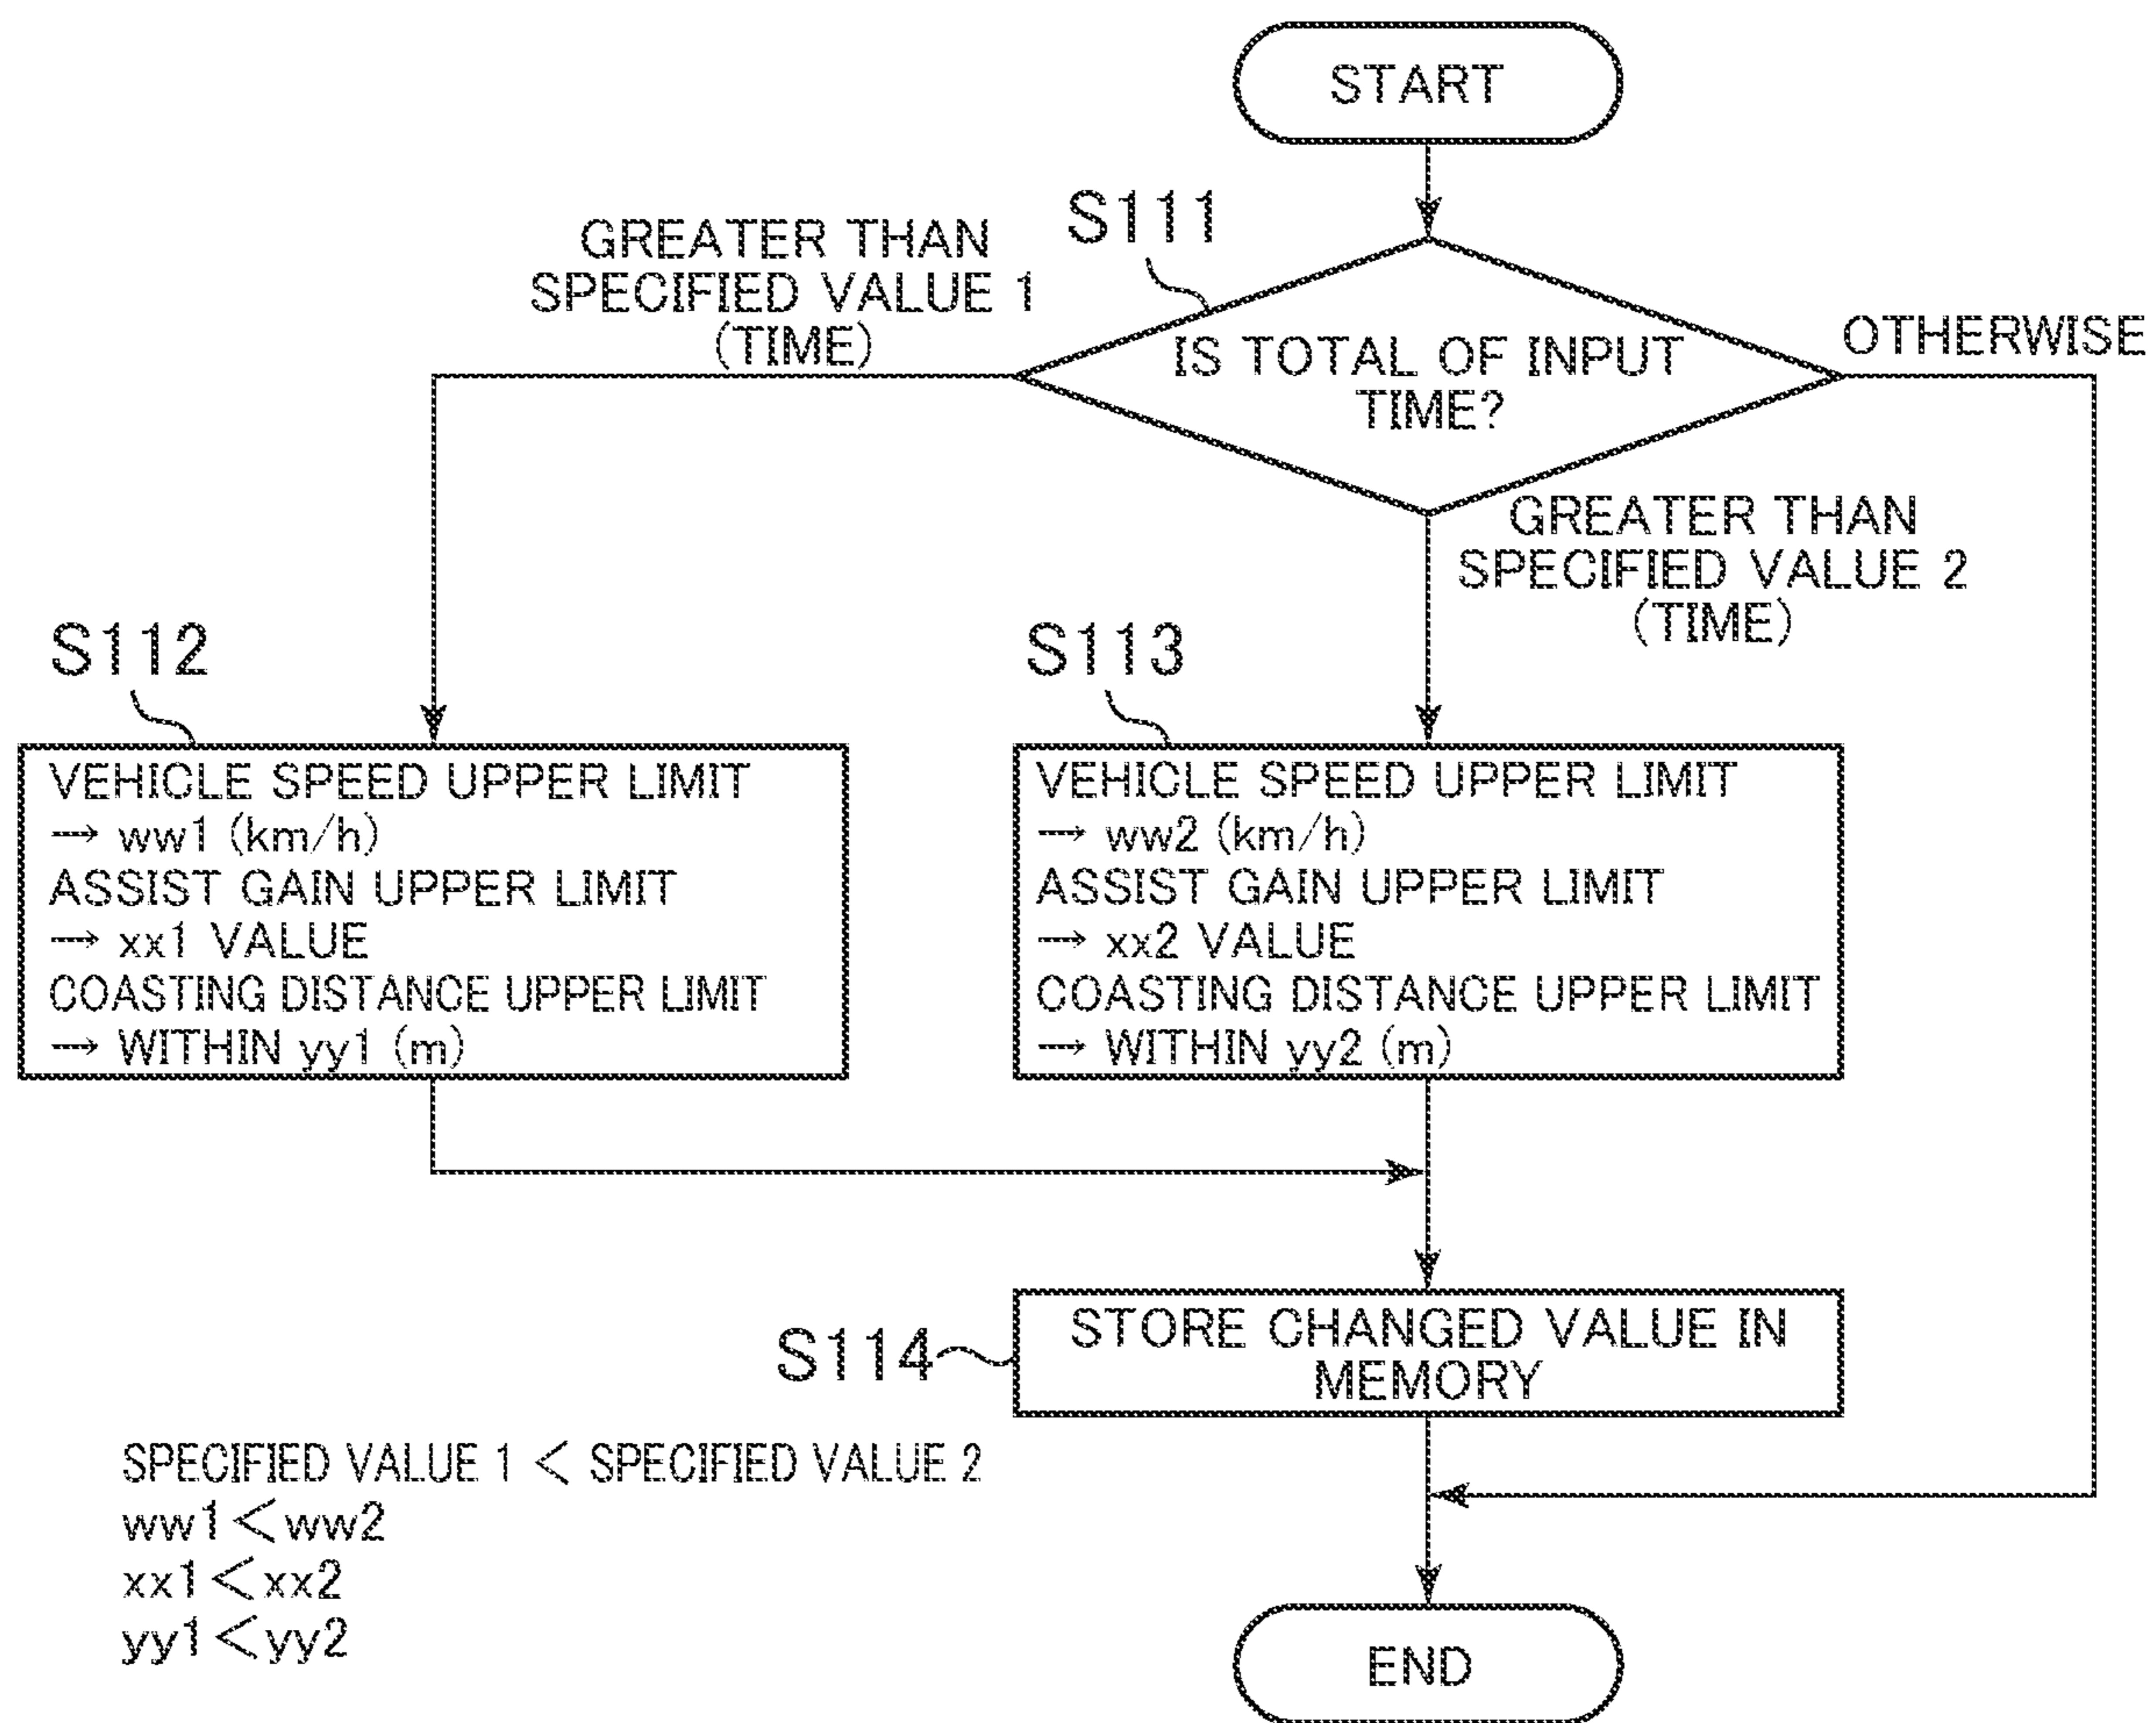 START
S111
GREATER THAN
SPECIFIED VALUE 1
(TIME)
IS TOTAL OF INPUT
TIME?
OTHERWISE
GREATER THAN
SPECIFIED VALUE 2
(TIME)
S112
VEHICLE SPEED UPPER LIMIT
→ ww1 (km/h)
ASSIST GAIN UPPER LIMIT
→ xx1 VALUE
COASTING DISTANCE UPPER LIMIT
→ WITHIN yy1 (m)
S113
VEHICLE SPEED UPPER LIMIT
→ ww2 (km/h)
ASSIST GAIN UPPER LIMIT
→ xx2 VALUE
COASTING DISTANCE UPPER LIMIT
→ WITHIN yy2 (m)
S114
STORE CHANGED VALUE IN
MEMORY
SPECIFIED VALUE 1 < SPECIFIED VALUE 2
ww1<ww2
xx1<xx2
yy1<yy2
END